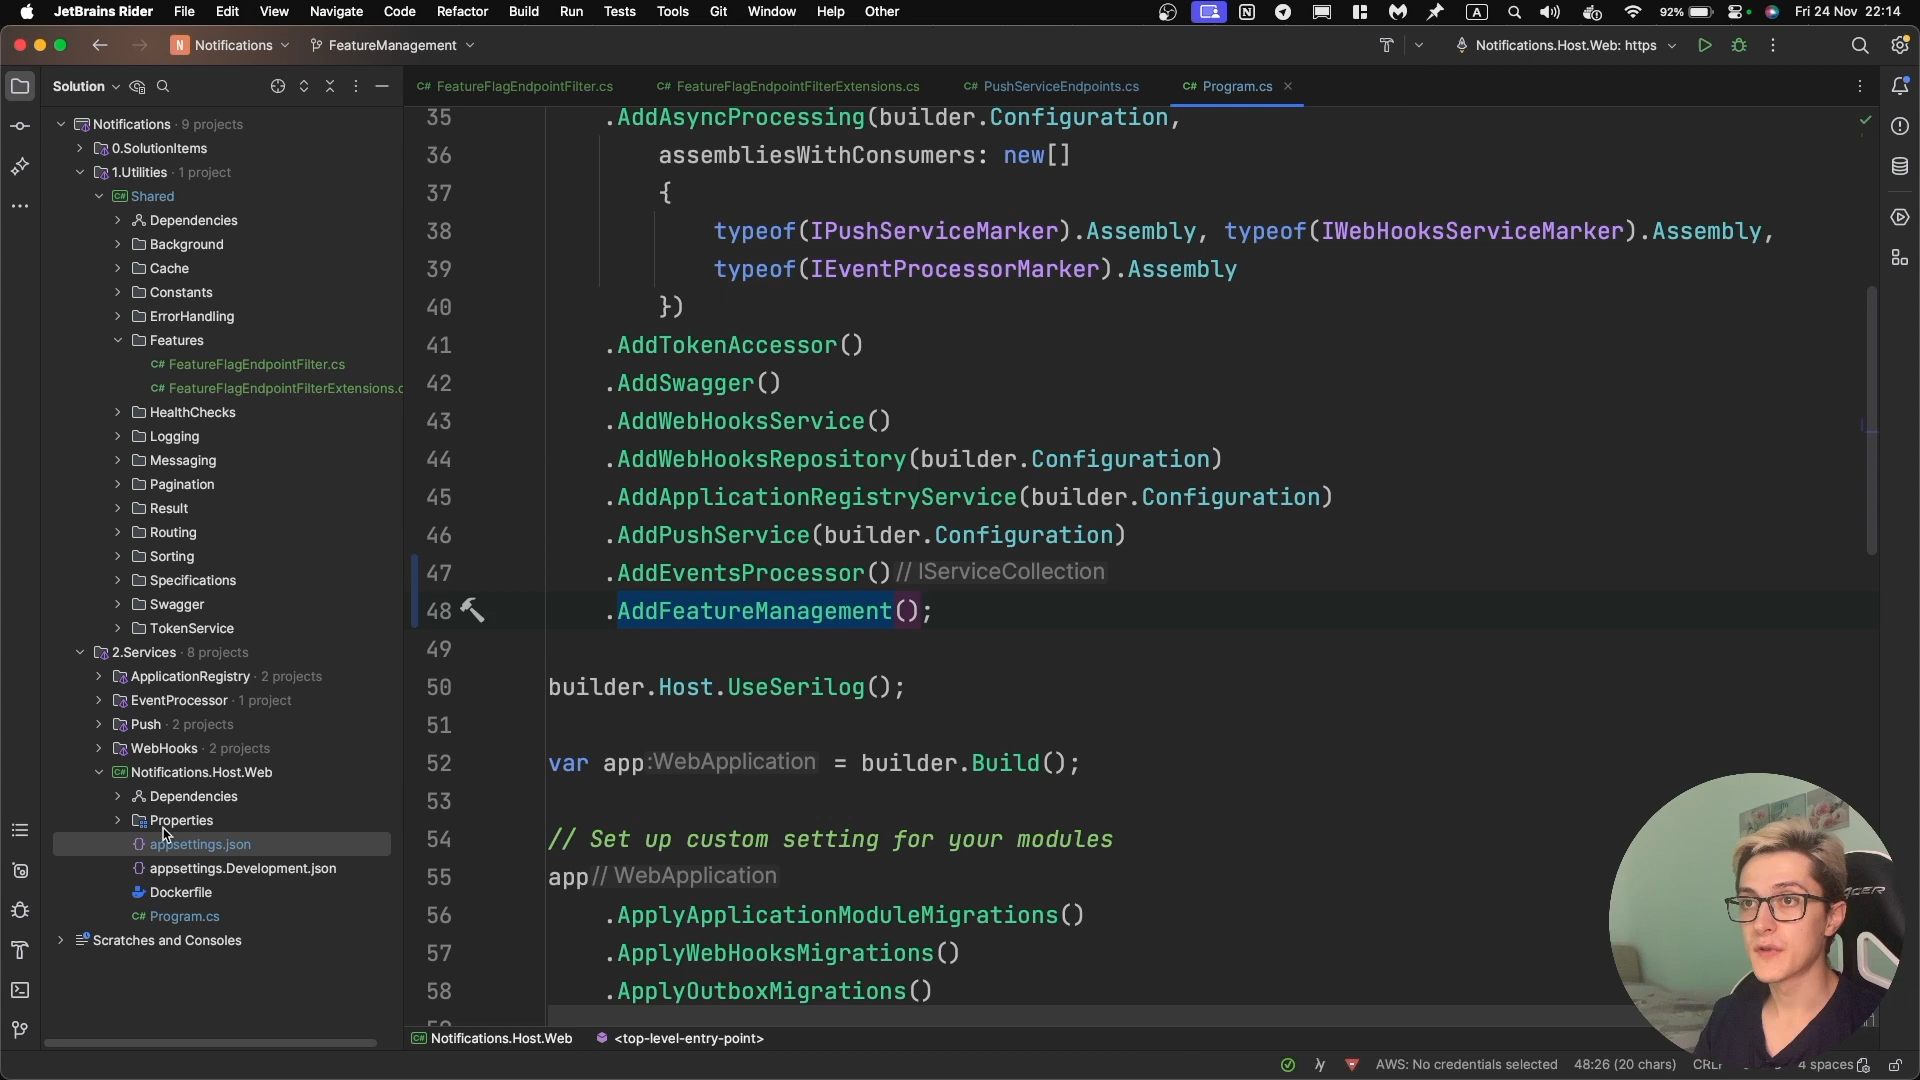 JetBrains Rider File Edit View Navigate Code Refactor Build Run Tests Tools Git Window Help Other
A 92% Fri 24 Nov 22:14
N Notifications FeatureManagement Notifications.Host.Web: https
Solution
C# FeatureFlagEndpointFilter.cs C# FeatureFlagEndpointFilterExtensions.cs C# PushServiceEndpoints.cs C# Program.cs
Notifications · 9 projects
0.SolutionItems
1.Utilities · 1 project
C# Shared
Dependencies
Background
Cache
Constants
ErrorHandling
Features
C# FeatureFlagEndpointFilter.cs
C# FeatureFlagEndpointFilterExtensions.c
HealthChecks
Logging
Messaging
Pagination
Result
Routing
Sorting
Specifications
Swagger
TokenService
2.Services · 8 projects
ApplicationRegistry · 2 projects
EventProcessor · 1 project
Push · 2 projects
WebHooks · 2 projects
C# Notifications.Host.Web
Dependencies
Properties
appsettings.json
appsettings.Development.json
Dockerfile
C# Program.cs
Scratches and Consoles
35 .AddAsyncProcessing(builder.Configuration,
36 assembliesWithConsumers: new[]
37 {
38 typeof(IPushServiceMarker).Assembly, typeof(IWebHooksServiceMarker).Assembly,
39 typeof(IEventProcessorMarker).Assembly
40 })
41 .AddTokenAccessor()
42 .AddSwagger()
43 .AddWebHooksService()
44 .AddWebHooksRepository(builder.Configuration)
45 .AddApplicationRegistryService(builder.Configuration)
46 .AddPushService(builder.Configuration)
47 .AddEventsProcessor() // IServiceCollection
48 .AddFeatureManagement();
49
50 builder.Host.UseSerilog();
51
52 var app :WebApplication = builder.Build();
53
54 // Set up custom setting for your modules
55 app // WebApplication
56 .ApplyApplicationModuleMigrations()
57 .ApplyWebHooksMigrations()
58 .ApplyOutboxMigrations()
C# Notifications.Host.Web <top-level-entry-point>
AWS: No credentials selected 48:26 (20 chars) 4 spaces